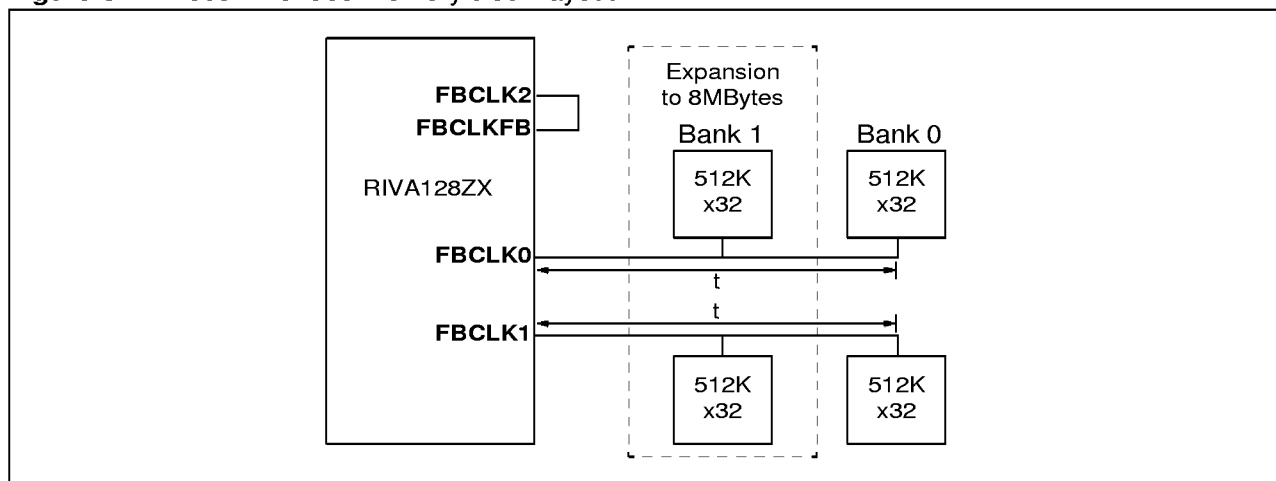 FBCLK2
FBCLKFB
RIVA128ZX
FBCLK0
FBCLK1
Expansion
to 8MBytes
Bank 1
Bank 0
512K
x32
512K
x32
t
t
512K
x32
512K
x32